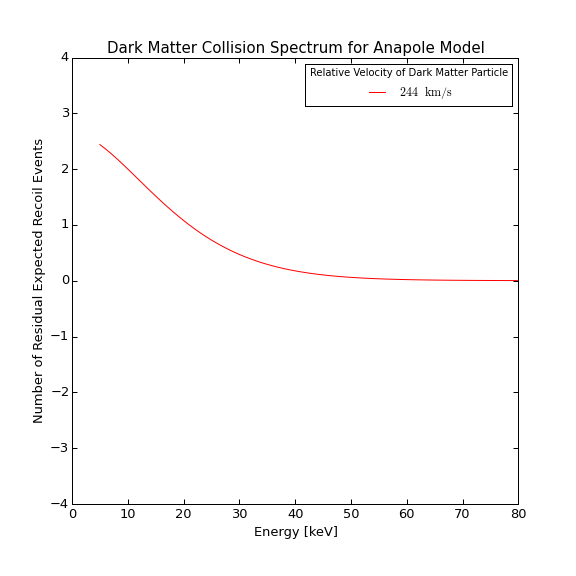 Dark Matter Collision Spectrum for Anapole Model
Relative Velocity of Dark Matter Particle
244 km/s
Number of Residual Expected Recoil Events
4
3
2
1
0
−1
−2
−3
−4
0 10 20 30 40 50 60 70 80
Energy [keV]